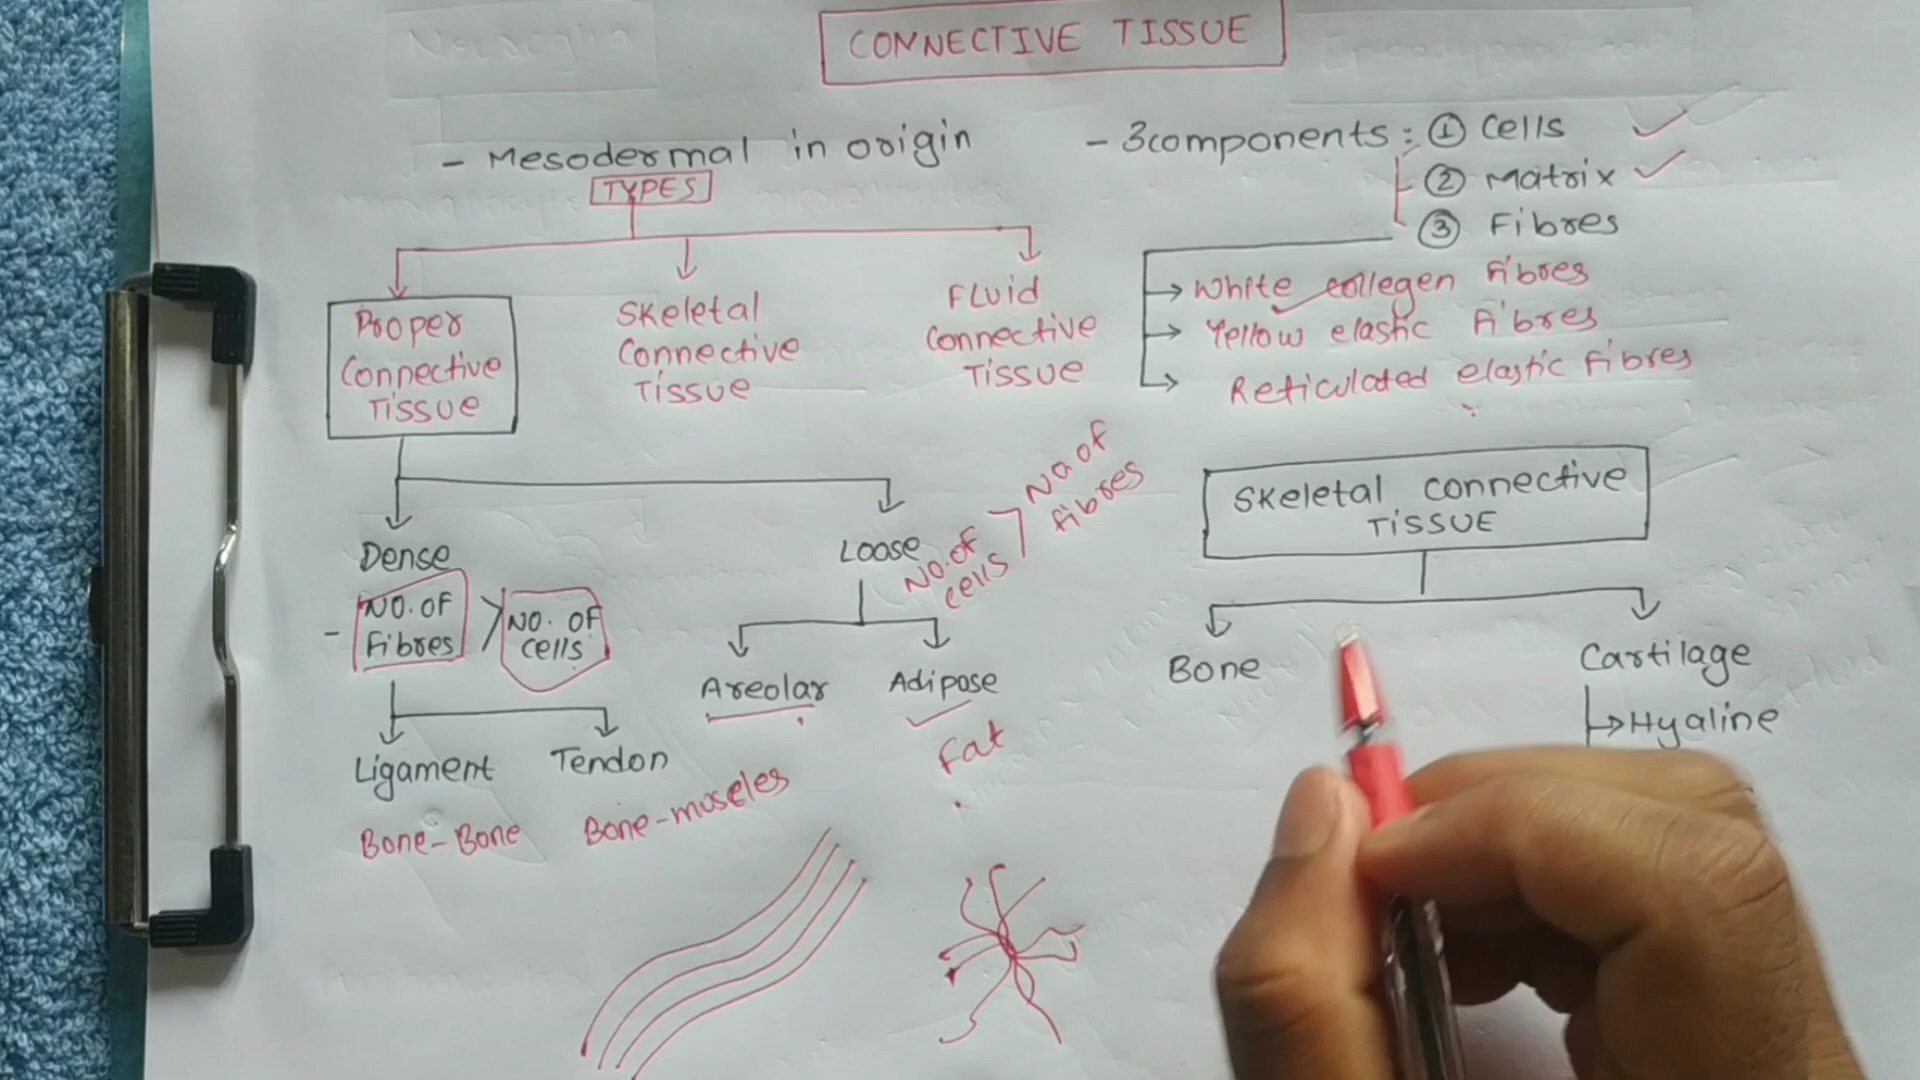 CONNECTIVE TISSUE
- Mesodermal in origin
- 3components : ① Cells
② Matrix
③ Fibres
White collegen Fibres
Yellow elastic Fibres
Reticulated elastic Fibres
TYPES
Proper
Connective
Tissue
Skeletal
Connective
Tissue
Fluid
Connective
Tissue
Dense
- No. of
Fibres
> No. of
cells
Ligament
Bone-Bone
Tendon
Bone-museles
Loose
No. of
cells
> No of
fibres
Areolar
Adipose
Fat
Skeletal connective
Tissue
Bone
Cartilage
Hyaline